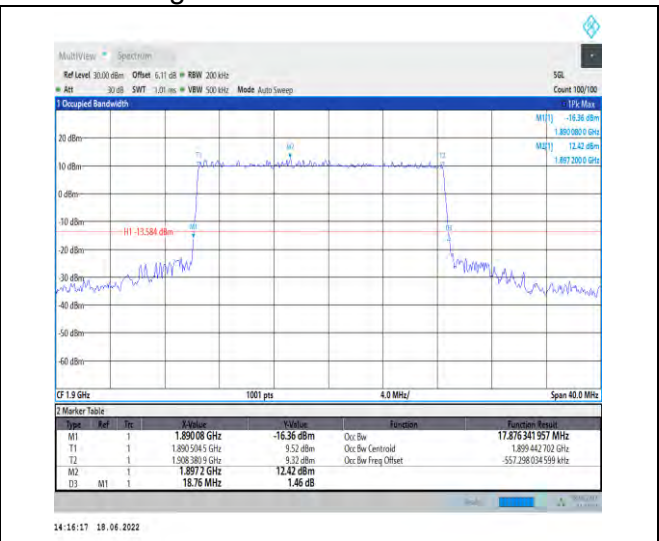 MultiView Spectrum
Ref Level 30.00 dBm Offset 6.11 dB RBW 200 kHz SGL
Att 30 dB SWT 1.01 ms VBW 500 kHz Mode Auto Sweep Count 100/100
1 Occupied Bandwidth 1Pk Max
M1[1] -16.36 dBm
1.890 080 0 GHz
M2[1] 12.42 dBm
1.897 200 0 GHz
20 dBm
10 dBm
0 dBm
-10 dBm
H1 -13.584 dBm
-20 dBm
-30 dBm
-40 dBm
-50 dBm
-60 dBm
T1
M2
T2
M1
D3
CF 1.9 GHz 1001 pts 4.0 MHz/ Span 40.0 MHz
2 Marker Table
Type Ref Trc X-Value Y-Value Function Function Result
M1 1 1.89008 GHz -16.36 dBm Occ Bw 17.876 341 957 MHz
T1 1 1.890 504 5 GHz 9.52 dBm Occ Bw Centroid 1.899 442 702 GHz
T2 1 1.908 380 9 GHz 9.32 dBm Occ Bw Freq Offset -557.298 034 599 kHz
M2 1 1.8972 GHz 12.42 dBm
D3 M1 1 18.76 MHz 1.46 dB
14:16:17 18.06.2022